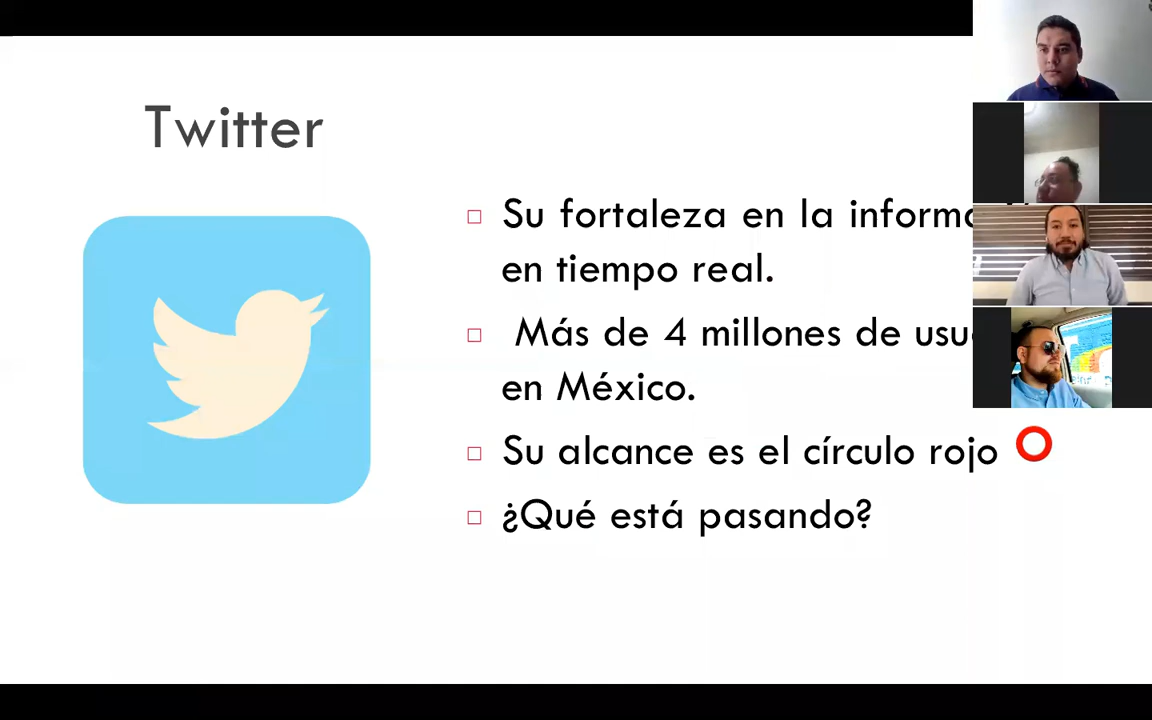 Twitter
Su fortaleza en la
en tiempo real.
Más de 4 millones de
en México.
Su alcance es el círculo rojo
¿Qué está pasando?